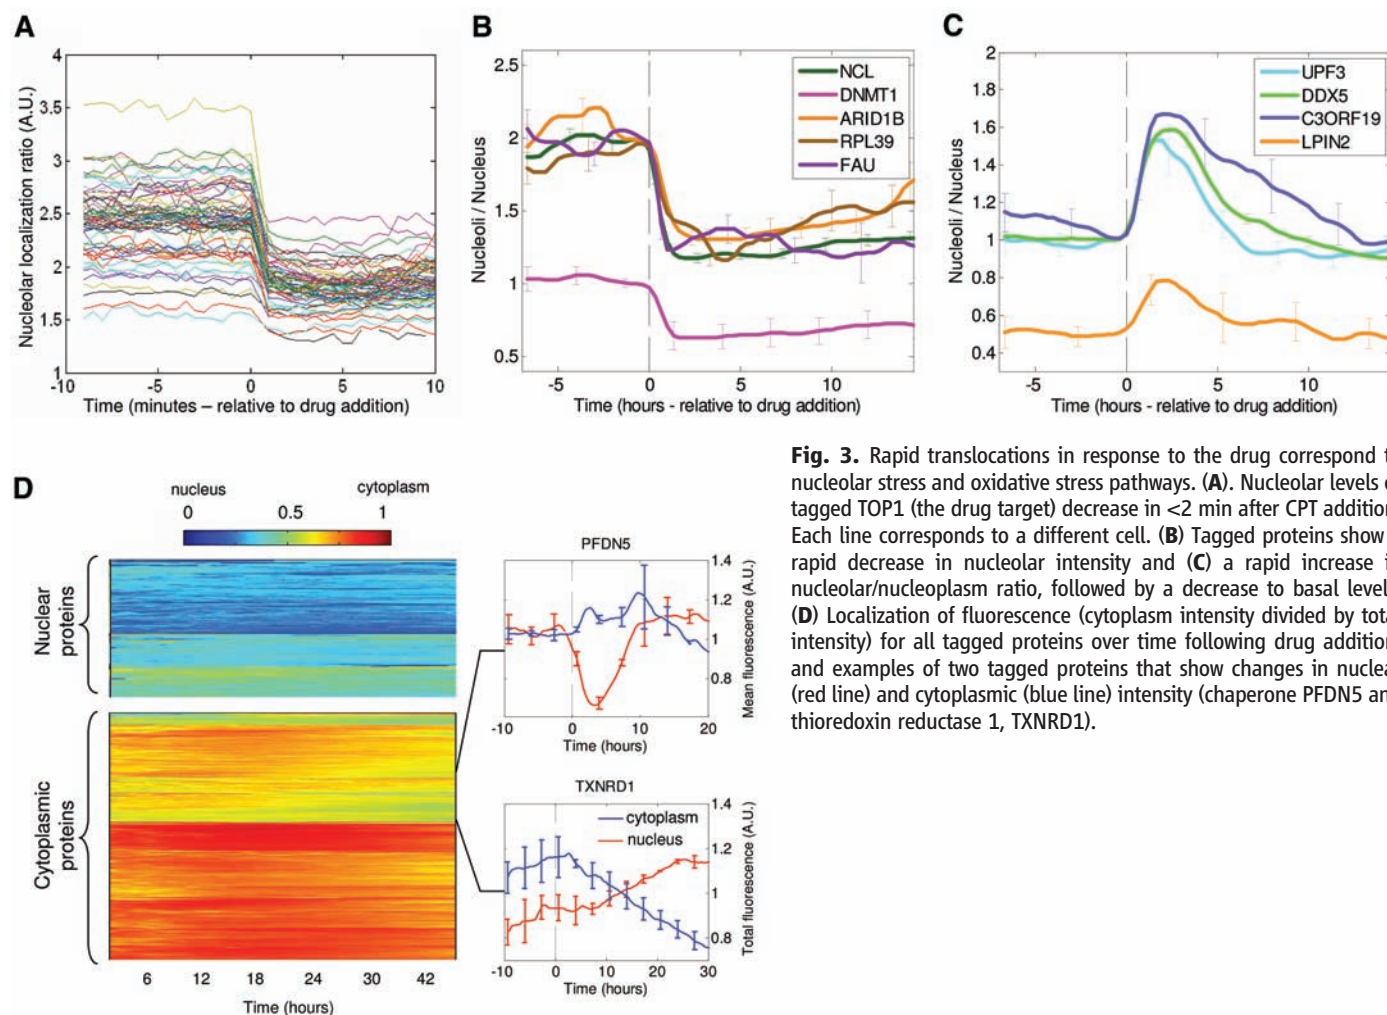 A
Nucleolar localization ratio (A.U.)
4
3.5
3
2.5
2
1.5
1
-10
-5
0
5
10
Time (minutes – relative to drug addition)
B
Nucleoli / Nucleus
2.5
2
1.5
1
0.5
NCL
DNMT1
ARID1B
RPL39
FAU
-5
0
5
10
Time (hours - relative to drug addition)
C
Nucleoli / Nucleus
2
1.8
1.6
1.4
1.2
1
0.8
0.6
0.4
UPF3
DDX5
C3ORF19
LPIN2
-5
0
5
10
Time (hours - relative to drug addition)
D
nucleus
cytoplasm
0
0.5
1
Nuclear
proteins
Cytoplasmic
proteins
6
12
18
24
30
42
Time (hours)
PFDN5
1.4
1.2
1
0.8
Mean fluorescence (A.U.)
-10
0
10
20
Time (hours)
TXNRD1
cytoplasm
nucleus
1.4
1.2
1
0.8
Total fluorescence (A.U.)
-10
0
10
20
30
Time (hours)
Fig. 3. Rapid translocations in response to the drug correspond
nucleolar stress and oxidative stress pathways. (A). Nucleolar levels
tagged TOP1 (the drug target) decrease in <2 min after CPT addition
Each line corresponds to a different cell. (B) Tagged proteins show
rapid decrease in nucleolar intensity and (C) a rapid increase
nucleolar/nucleoplasm ratio, followed by a decrease to basal level
(D) Localization of fluorescence (cytoplasm intensity divided by
intensity) for all tagged proteins over time following drug addition
and examples of two tagged proteins that show changes in nuclea
(red line) and cytoplasmic (blue line) intensity (chaperone PFDN5 an
thioredoxin reductase 1, TXNRD1).